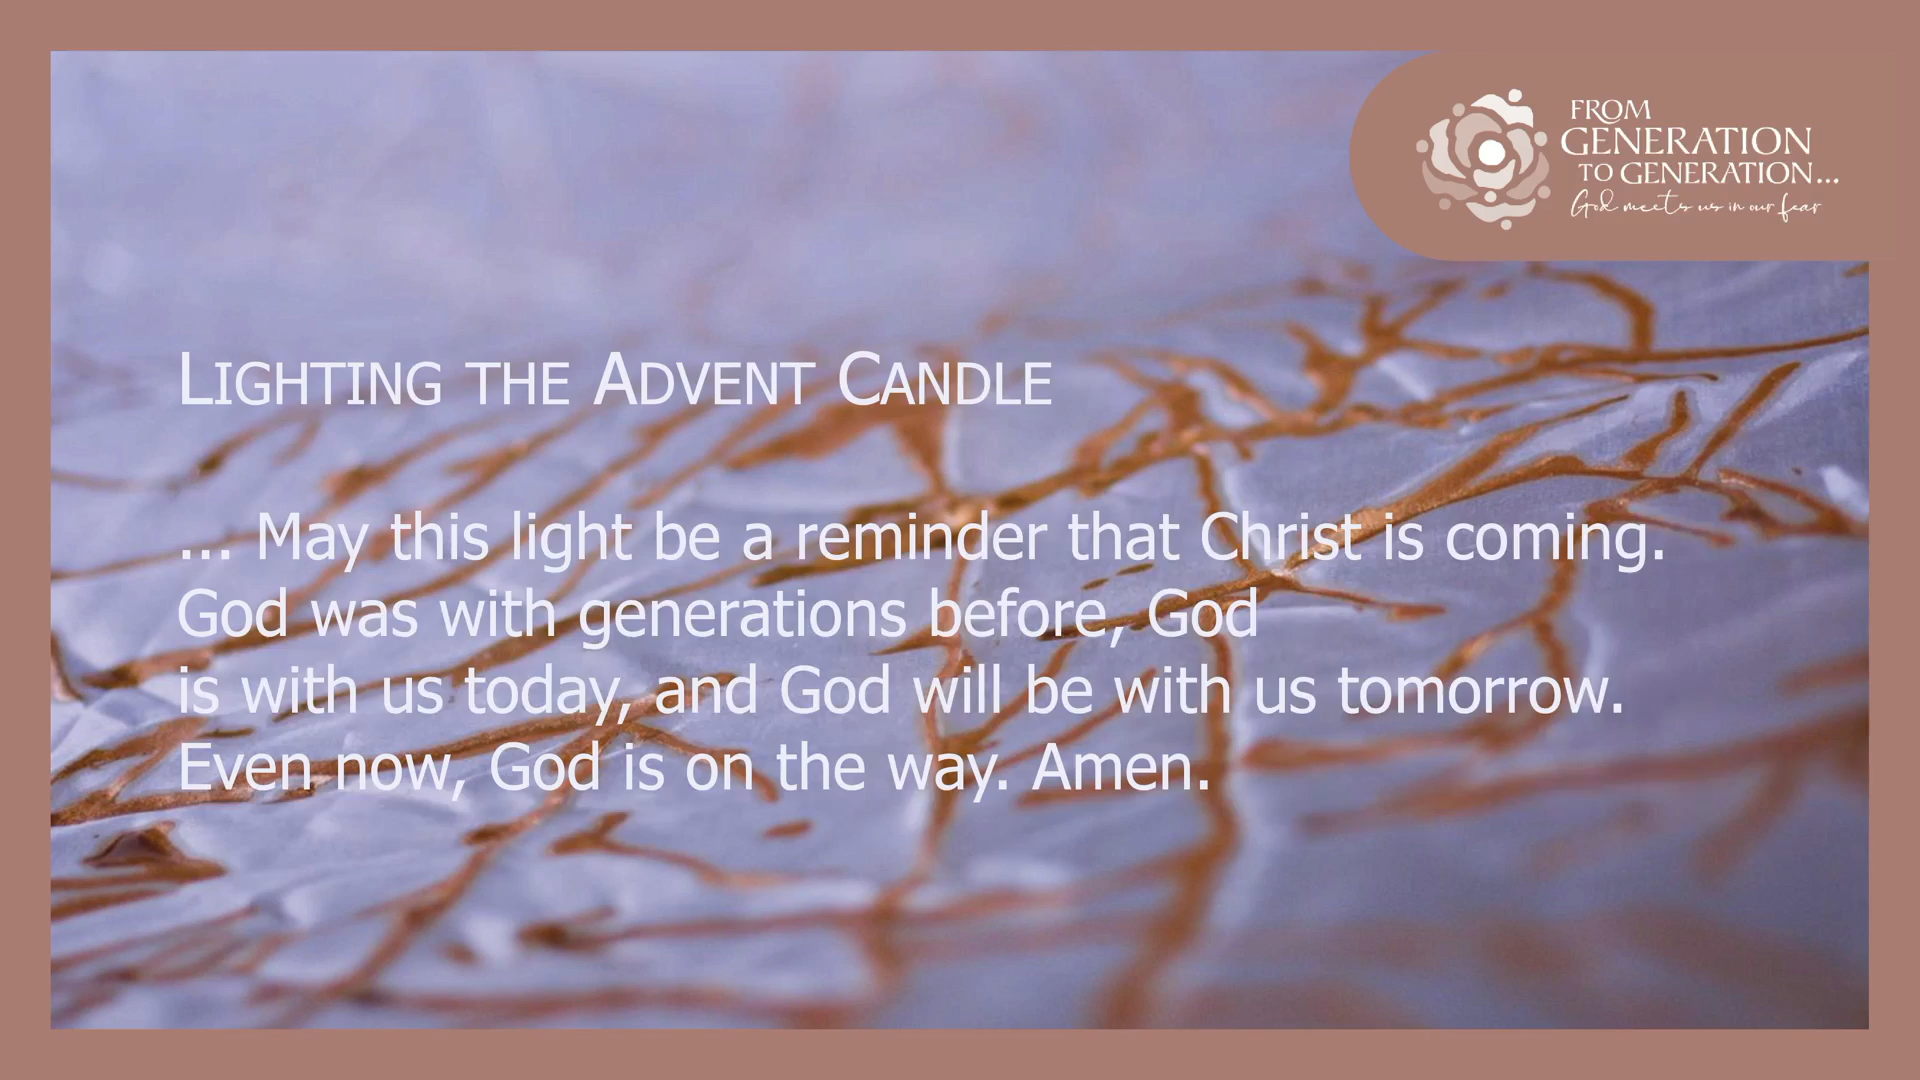 FROM
GENERATION
TO GENERATION...
God meets us in our fear
LIGHTING THE ADVENT CANDLE
... May this light be a reminder that Christ is coming.
God was with generations before, God
is with us today, and God will be with us tomorrow.
Even now, God is on the way. Amen.